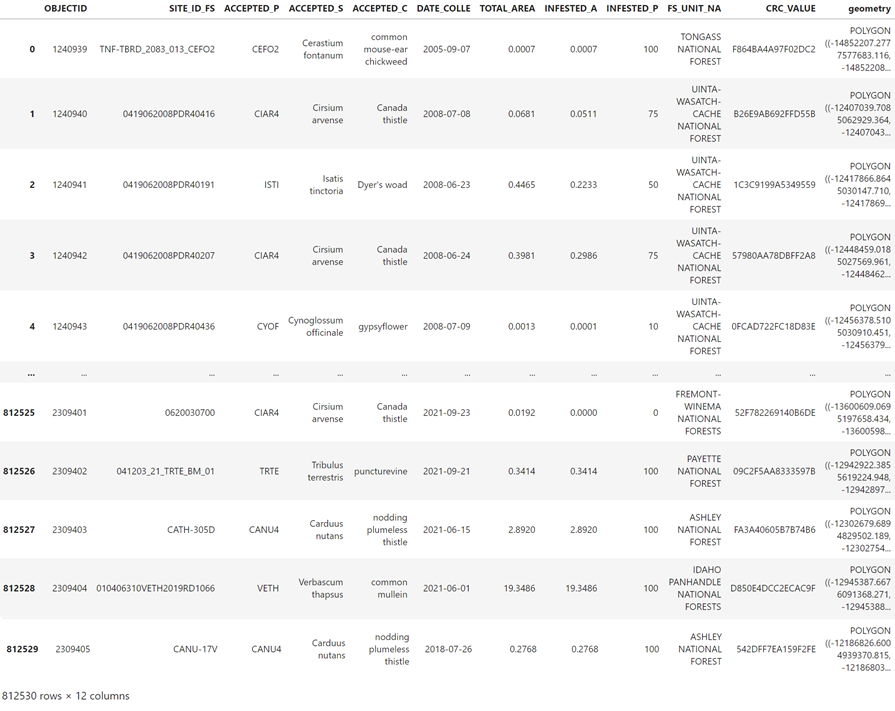 OBJECTID SITE_ID_FS ACCEPTED_P ACCEPTED_S ACCEPTED_C DATE_COLLE TOTAL_AREA INFESTED_A INFESTED_P FS_UNIT_NA CRC_VALUE geometry
0 1240939 TNF-TBRD_2083_013_CEFO2 CEFO2 Cerastium fontanum common mouse-ear chickweed 2005-09-07 0.0007 0.0007 100 TONGASS NATIONAL FOREST F864BA4A97F02DC2 POLYGON ((-14852207.277 7577683.116, -14852208...
1 1240940 0419062008PDR40416 CIAR4 Cirsium arvense Canada thistle 2008-07-08 0.0681 0.0511 75 UINTA-WASATCH-CACHE NATIONAL FOREST B26E9AB692FFD55B POLYGON ((-12407039.708 5062929.364, -12407043...
2 1240941 0419062008PDR40191 ISTI Isatis tinctoria Dyer's woad 2008-06-23 0.4465 0.2233 50 UINTA-WASATCH-CACHE NATIONAL FOREST 1C3C9199A5349559 POLYGON ((-12417866.864 5030147.710, -12417869...
3 1240942 0419062008PDR40207 CIAR4 Cirsium arvense Canada thistle 2008-06-24 0.3981 0.2986 75 UINTA-WASATCH-CACHE NATIONAL FOREST 57980AA78DBFF2A8 POLYGON ((-12448459.018 5027569.961, -12448462...
4 1240943 0419062008PDR40436 CYOF Cynoglossum officinale gypsyflower 2008-07-09 0.0013 0.0001 10 UINTA-WASATCH-CACHE NATIONAL FOREST 0FCAD722FC18D83E POLYGON ((-12456378.510 5030910.451, -12456379...
... ... ... ... ... ... ... ... ... ... ... ... ...
812525 2309401 0620030700 CIAR4 Cirsium arvense Canada thistle 2021-09-23 0.0192 0.0000 0 FREMONT-WINEMA NATIONAL FORESTS 52F782269140B6DE POLYGON ((-13600609.069 5197658.434, -13600598...
812526 2309402 041203_21_TRTE_BM_01 TRTE Tribulus terrestris puncturevine 2021-09-21 0.3414 0.3414 100 PAYETTE NATIONAL FOREST 09C2F5AA8333597B POLYGON ((-12942922.385 5619224.948, -12942897...
812527 2309403 CATH-305D CANU4 Carduus nutans nodding plumeless thistle 2021-06-15 2.8920 2.8920 100 ASHLEY NATIONAL FOREST FA3A40605B7B74B6 POLYGON ((-12302679.689 4829502.189, -12302754...
812528 2309404 010406310VETH2019RD1066 VETH Verbascum thapsus common mullein 2021-06-01 19.3486 19.3486 100 IDAHO PANHANDLE NATIONAL FORESTS D850E4DCC2ECAC9F POLYGON ((-12945387.667 6091368.271, -12945388...
812529 2309405 CANU-17V CANU4 Carduus nutans nodding plumeless thistle 2018-07-26 0.2768 0.2768 100 ASHLEY NATIONAL FOREST 542DFF7EA159F2FE POLYGON ((-12186826.600 4939370.815, -12186803...
812530 rows × 12 columns